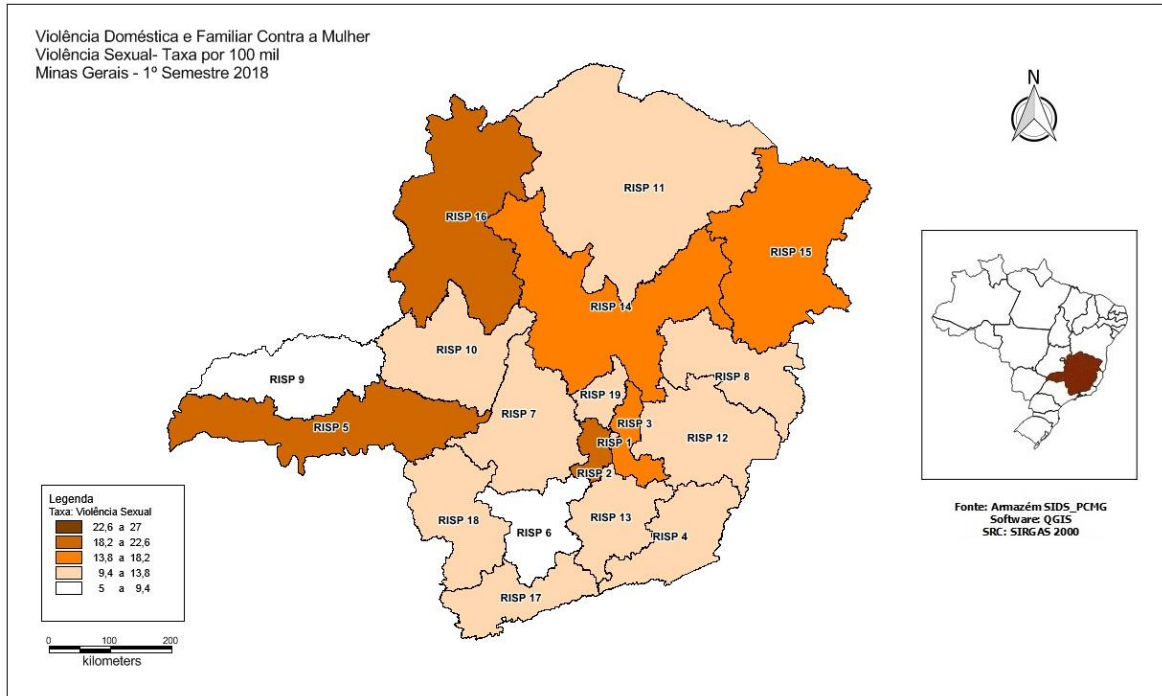 Violência Doméstica e Familiar Contra a Mulher
Violência Sexual- Taxa por 100 mil
Minas Gerais - 1º Semestre 2018
N
RISP 11
RISP 16
RISP 15
RISP 14
RISP 10
RISP 9
RISP 8
RISP 19
RISP 7
RISP 3
RISP 5
RISP 1
RISP 12
RISP 2
RISP 18
RISP 6
RISP 13
RISP 4
RISP 17
Legenda
Taxa: Violência Sexual
22,6 a 27
18,2 a 22,6
13,8 a 18,2
9,4 a 13,8
5 a 9,4
0 100 200
kilometers
Fonte: Armazém SIDS_PCMG
Software: QGIS
SRC: SIRGAS 2000